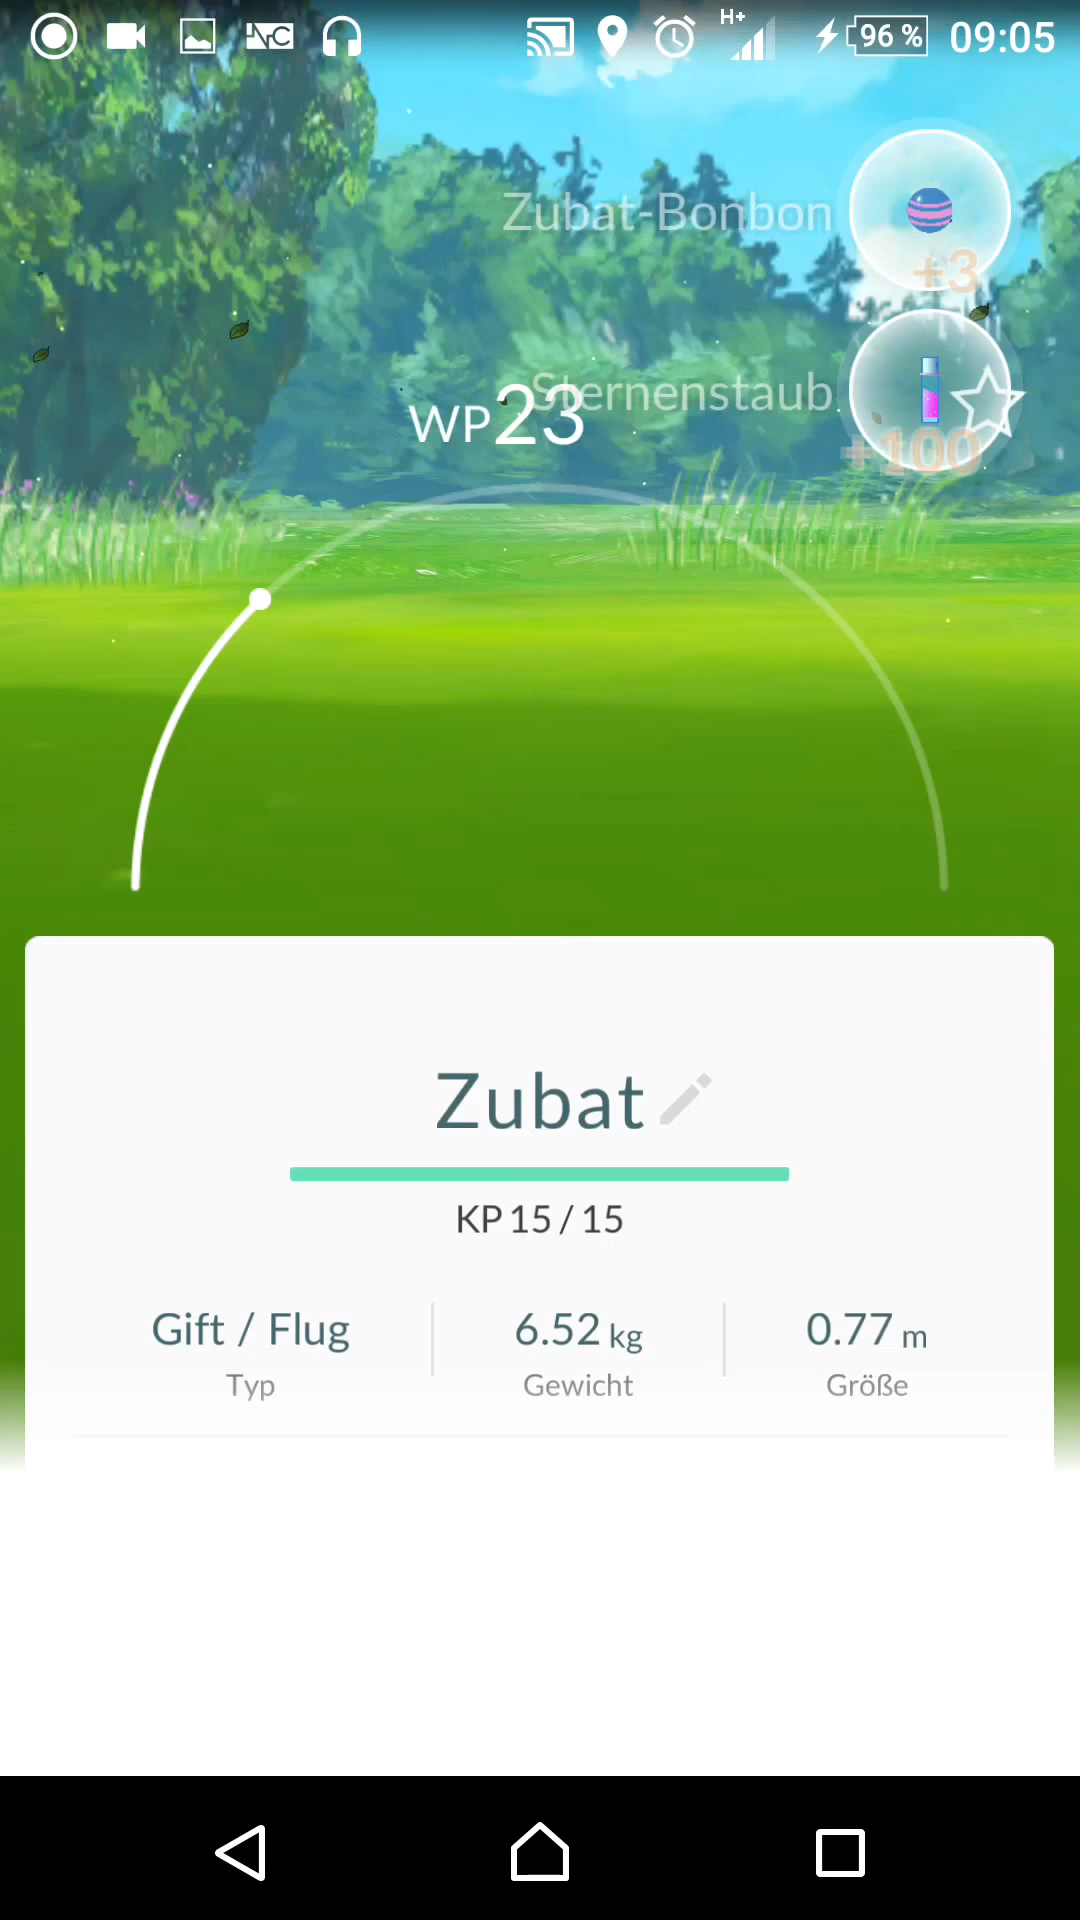 H+ 96 % 09:05
Zubat-Bonbon
+3
Sternenstaub
+100
WP23
Zubat
KP 15 / 15
Gift / Flug 6.52 kg 0.77 m
Typ Gewicht Größe